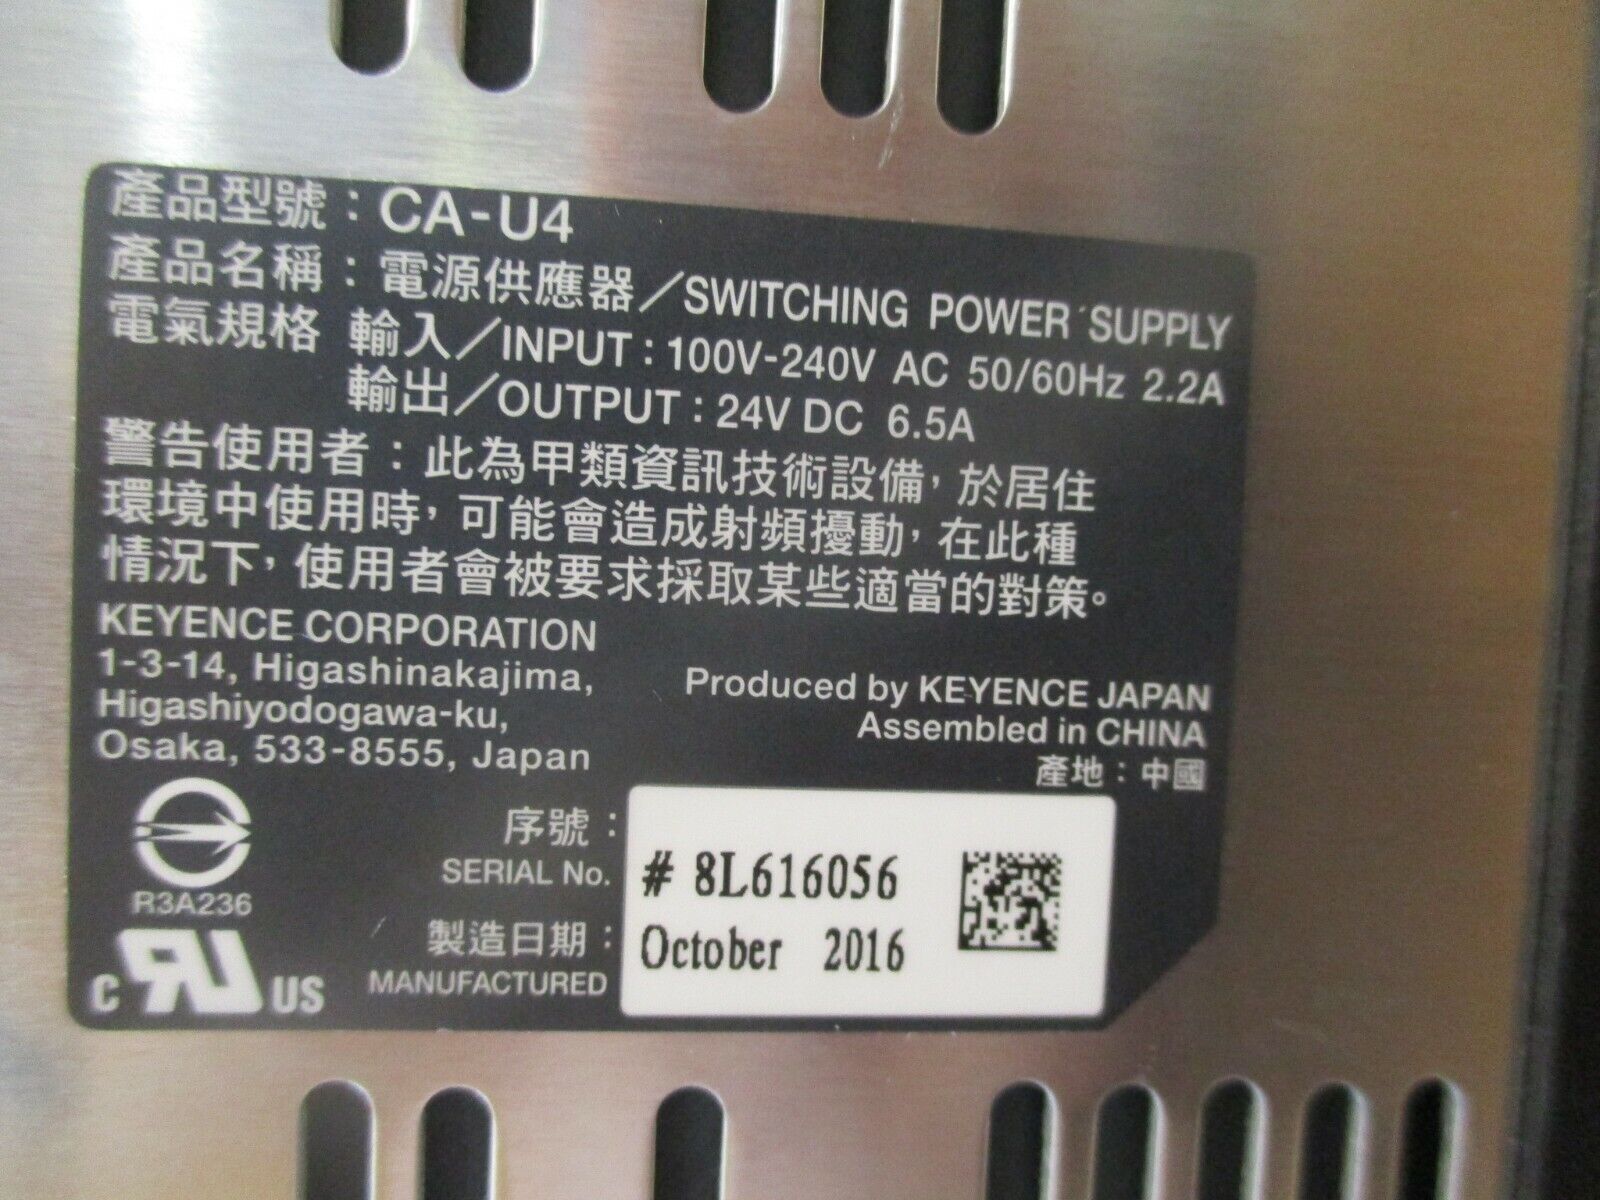 產品型號：CA-U4
產品名稱：電源供應器／SWITCHING POWER SUPPLY
電氣規格 輸入／INPUT：100V-240V AC 50/60Hz 2.2A
輸出／OUTPUT：24V DC 6.5A
警告使用者：此為甲類資訊技術設備，於居住
環境中使用時，可能會造成射頻擾動，在此種
情況下，使用者會被要求採取某些適當的對策。
KEYENCE CORPORATION
1-3-14, Higashinakajima,
Higashiyodogawa-ku,
Osaka, 533-8555, Japan
Produced by KEYENCE JAPAN
Assembled in CHINA
產地：中國
R3A236
C RU US
序號：
SERIAL No.
# 8L616056
製造日期：
MANUFACTURED
October 2016